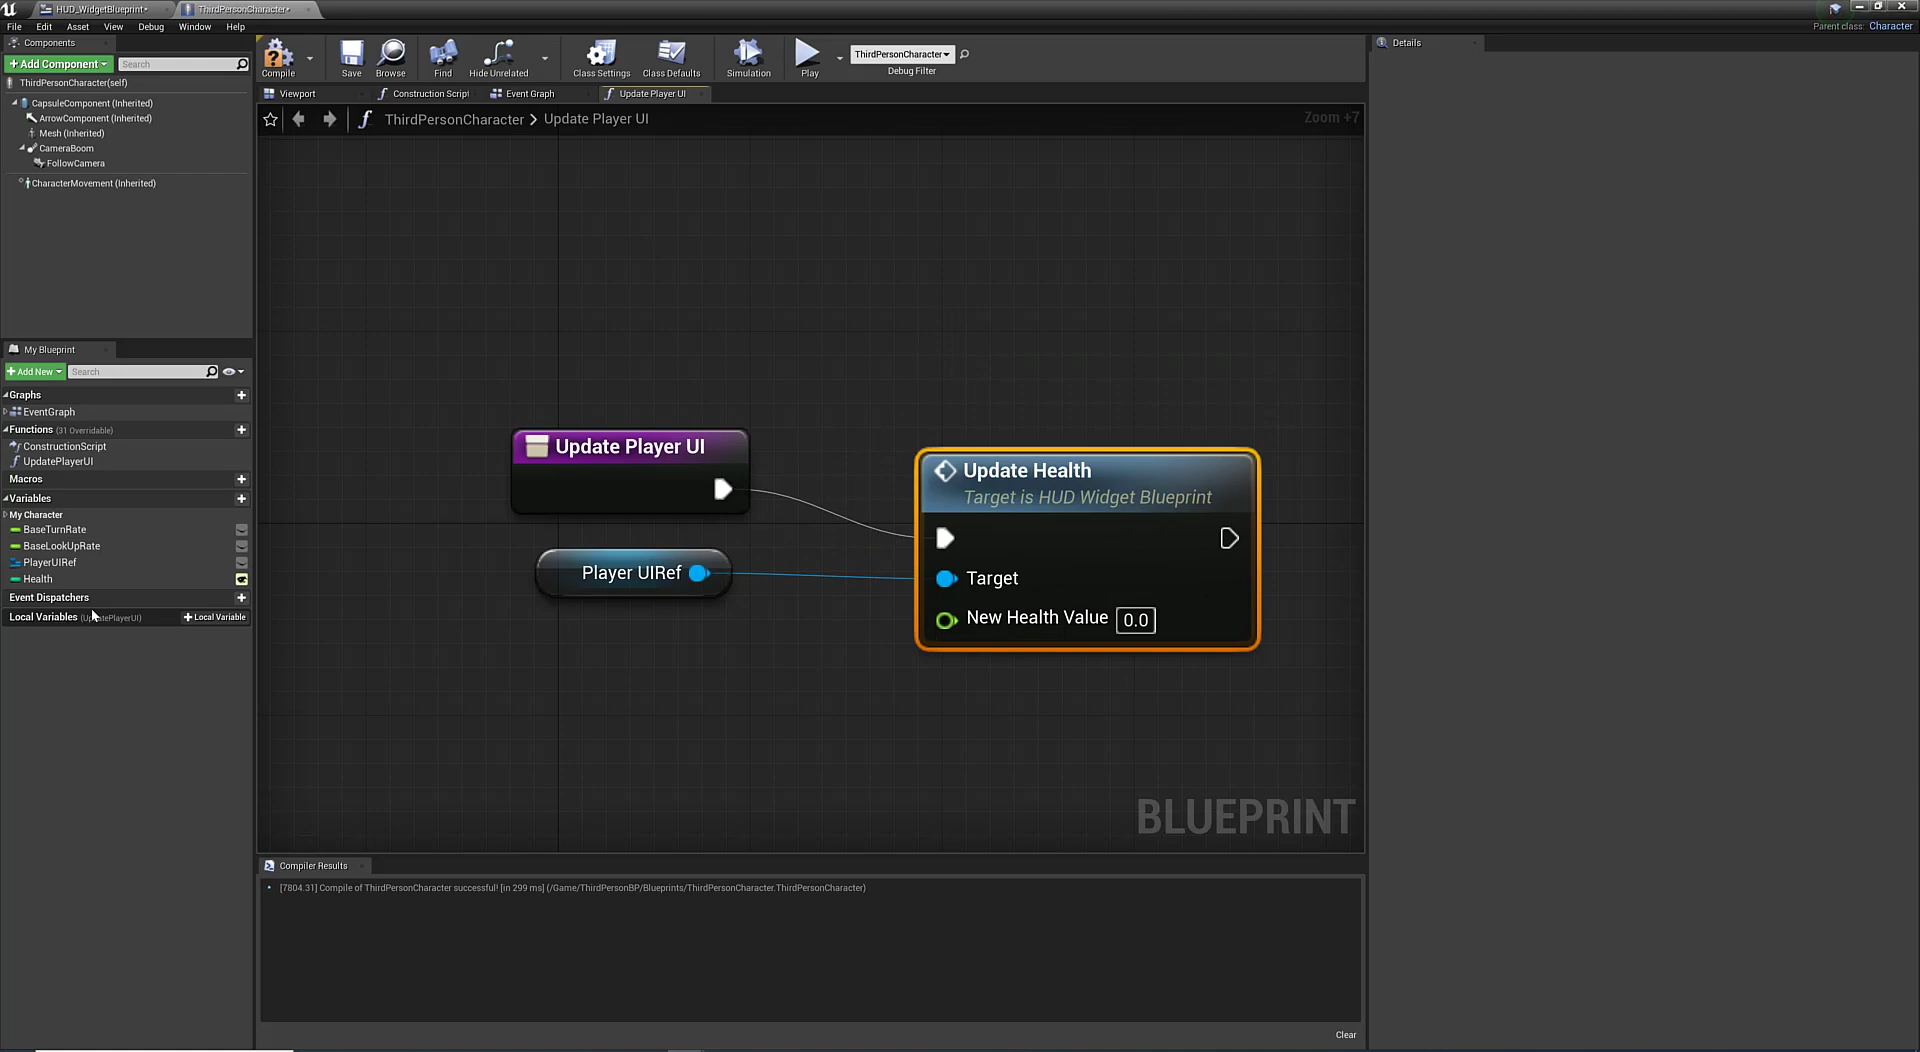 HUD_WidgetBlueprint*
ThirdPersonCharacter*
File Edit Asset View Debug Window Help
Parent class: Character
Components
+ Add Component
Search
ThirdPersonCharacter(self)
CapsuleComponent (Inherited)
ArrowComponent (Inherited)
Mesh (Inherited)
CameraBoom
FollowCamera
CharacterMovement (Inherited)
Compile
Save
Browse
Find
Hide Unrelated
Class Settings
Class Defaults
Simulation
Play
ThirdPersonCharacter
Debug Filter
Details
Viewport
Construction Script
Event Graph
Update Player UI
ThirdPersonCharacter > Update Player UI
Zoom +7
My Blueprint
+ Add New
Search
Graphs
EventGraph
Functions (31 Overridable)
ConstructionScript
UpdatePlayerUI
Macros
Variables
My Character
BaseTurnRate
BaseLookUpRate
PlayerUIRef
Health
Event Dispatchers
Local Variables (UpdatePlayerUI)
+ Local Variable
Update Player UI
Player UIRef
Update Health
Target is HUD Widget Blueprint
Target
New Health Value 0.0
BLUEPRINT
Compiler Results
[7804.31] Compile of ThirdPersonCharacter successful! [in 299 ms] (/Game/ThirdPersonBP/Blueprints/ThirdPersonCharacter.ThirdPersonCharacter)
Clear